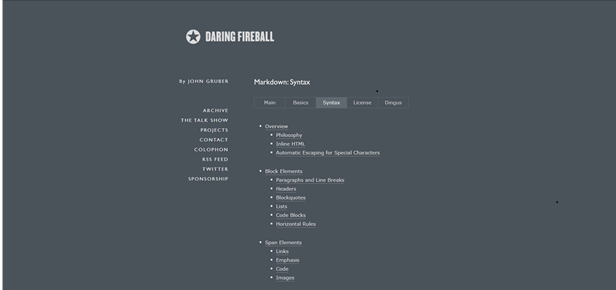 DARING FIREBALL
By JOHN GRUBER
ARCHIVE
THE TALK SHOW
PROJECTS
CONTACT
COLOPHON
RSS FEED
TWITTER
SPONSORSHIP
Markdown: Syntax
Main Basics Syntax License Dingus
Overview
Philosophy
Inline HTML
Automatic Escaping for Special Characters
Block Elements
Paragraphs and Line Breaks
Headers
Blockquotes
Lists
Code Blocks
Horizontal Rules
Span Elements
Links
Emphasis
Code
Images